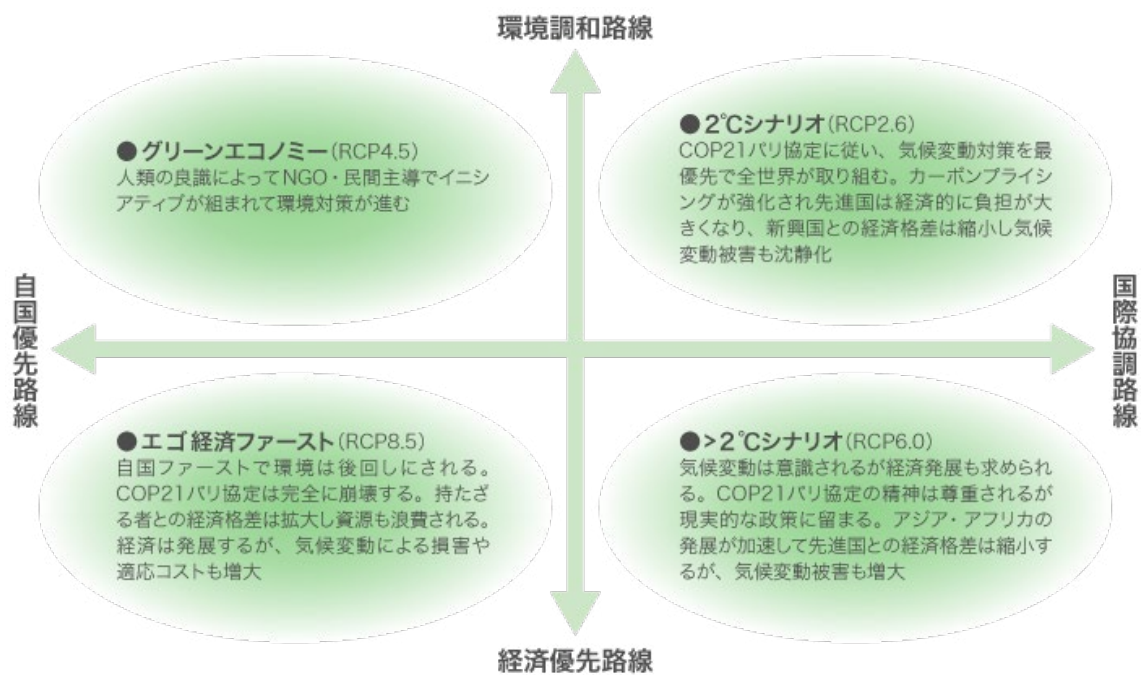 環境調和路線
●グリーンエコノミー(RCP4.5)
人類の良識によってNGO・民間主導でイニシ
アティブが組まれて環境対策が進む
●2℃シナリオ(RCP2.6)
COP21パリ協定に従い、気候変動対策を最
優先で全世界が取り組む。カーボンプライシ
ングが強化され先進国は経済的に負担が大
きくなり、新興国との経済格差は縮小し気候
変動被害も沈静化
自国優先路線
国際協調路線
●エゴ経済ファースト(RCP8.5)
自国ファーストで環境は後回しにされる。
COP21パリ協定は完全に崩壊する。持たざ
る者との経済格差は拡大し資源も浪費される。
経済は発展するが、気候変動による損害や
適応コストも増大
●>2℃シナリオ(RCP6.0)
気候変動は意識されるが経済発展も求められ
る。COP21パリ協定の精神は尊重されるが
現実的な政策に留まる。アジア・アフリカの
発展が加速して先進国との経済格差は縮小す
るが、気候変動被害も増大
経済優先路線